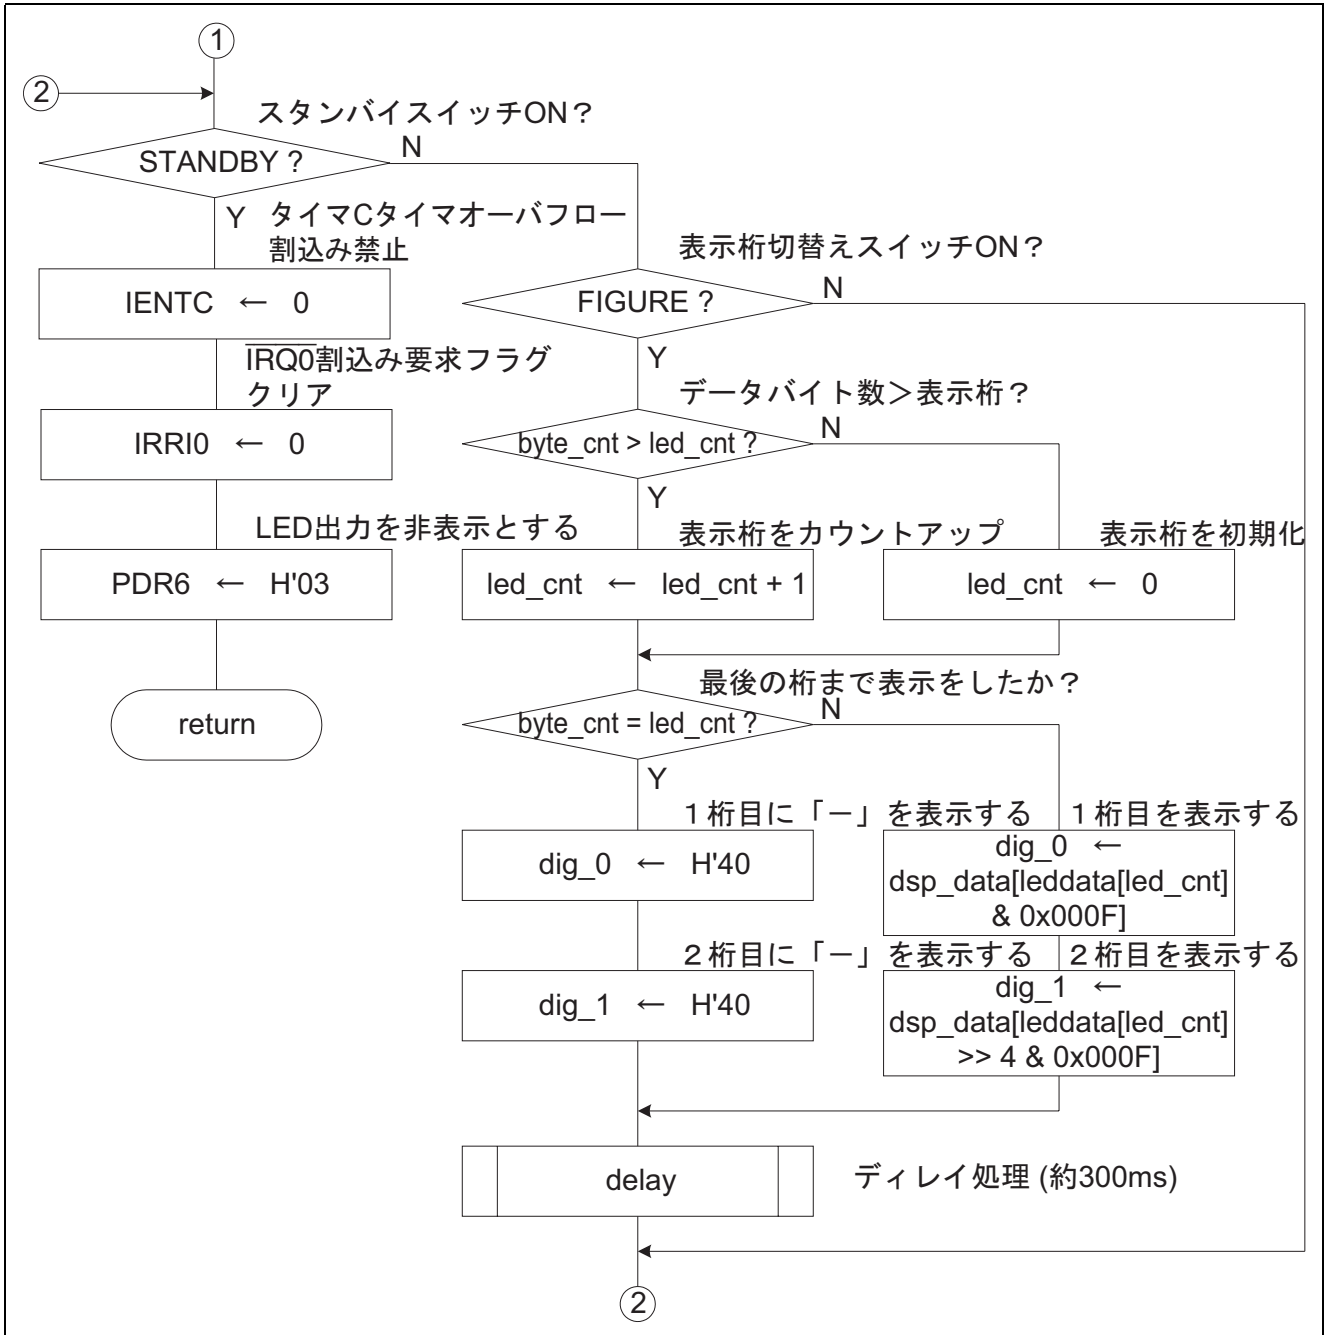 1
2
スタンバイスイッチON？
STANDBY ?
N
Y
タイマCタイマオーバフロー
割込み禁止
表示桁切替えスイッチON？
IENTC ← 0
FIGURE ?
N
IRQ0割込み要求フラグ
クリア
Y
データバイト数＞表示桁？
IRRI0 ← 0
byte_cnt > led_cnt ?
N
Y
LED出力を非表示とする
表示桁をカウントアップ
表示桁を初期化
PDR6 ← H'03
led_cnt ← led_cnt + 1
led_cnt ← 0
最後の桁まで表示をしたか？
return
byte_cnt = led_cnt ?
N
Y
1桁目に「－」を表示する
1桁目を表示する
dig_0 ← H'40
dig_0 ←
dsp_data[leddata[led_cnt]
& 0x000F]
2桁目に「－」を表示する
2桁目を表示する
dig_1 ← H'40
dig_1 ←
dsp_data[leddata[led_cnt]
>> 4 & 0x000F]
delay
ディレイ処理 (約300ms)
2